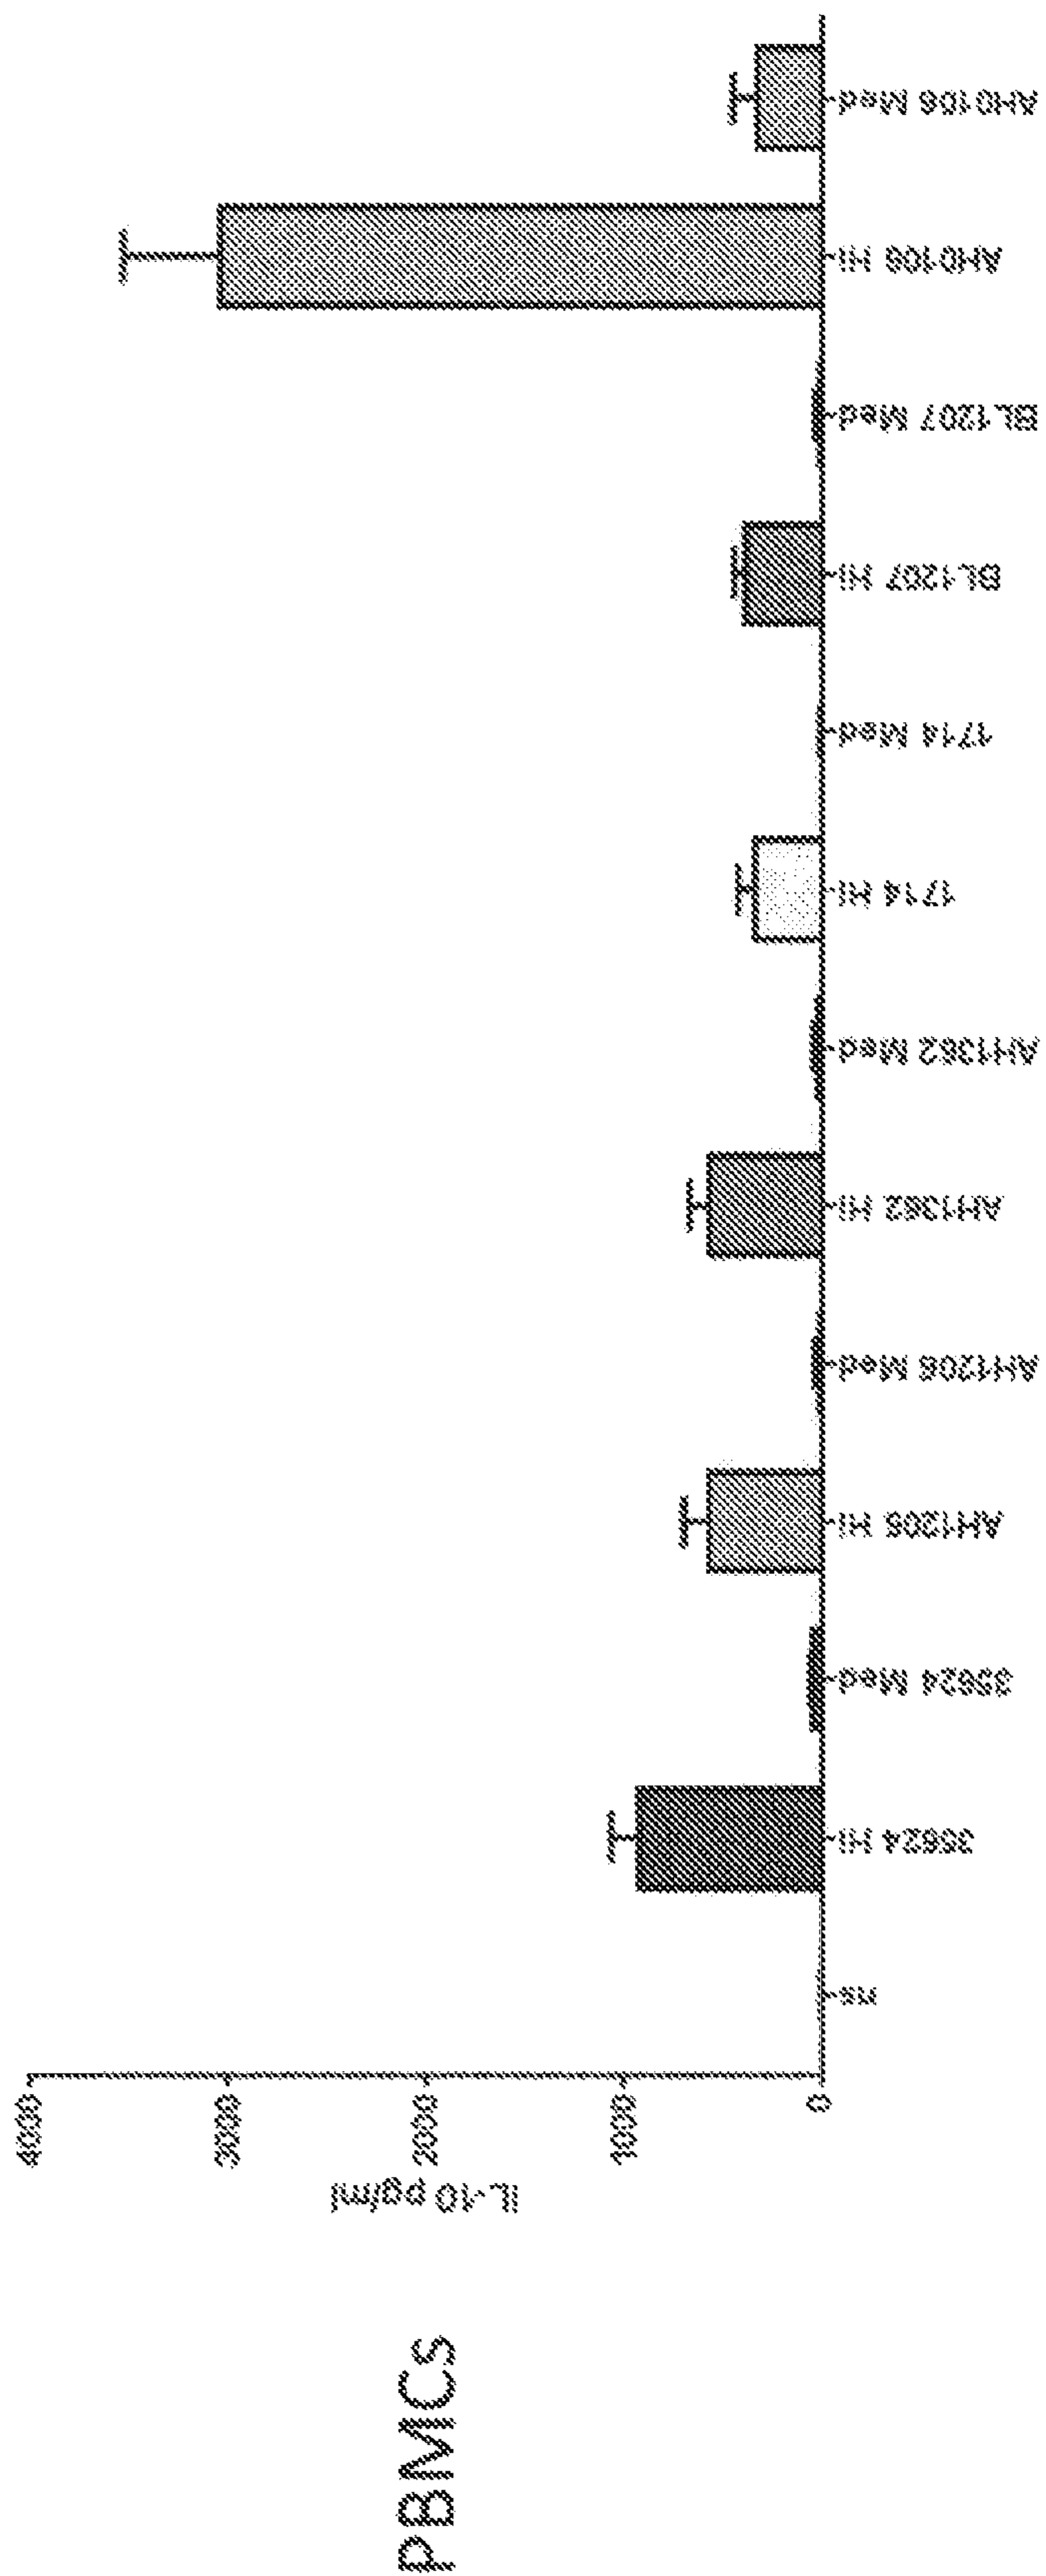 PBMCs
IL-10 pg/ml
4000
3000
2000
1000
0
ns
35624 Hi
35624 Med
AH1206 Hi
AH1206 Med
AH1362 Hi
AH1362 Med
1714 Hi
1714 Med
BL1207 Hi
BL1207 Med
AH0106 Hi
AH0106 Med